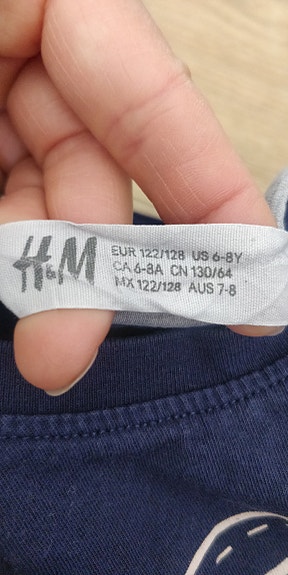 H&M
EUR 122/128 US 6-8Y
CA 6-8A CN 130/64
MX 122/128 AUS 7-8